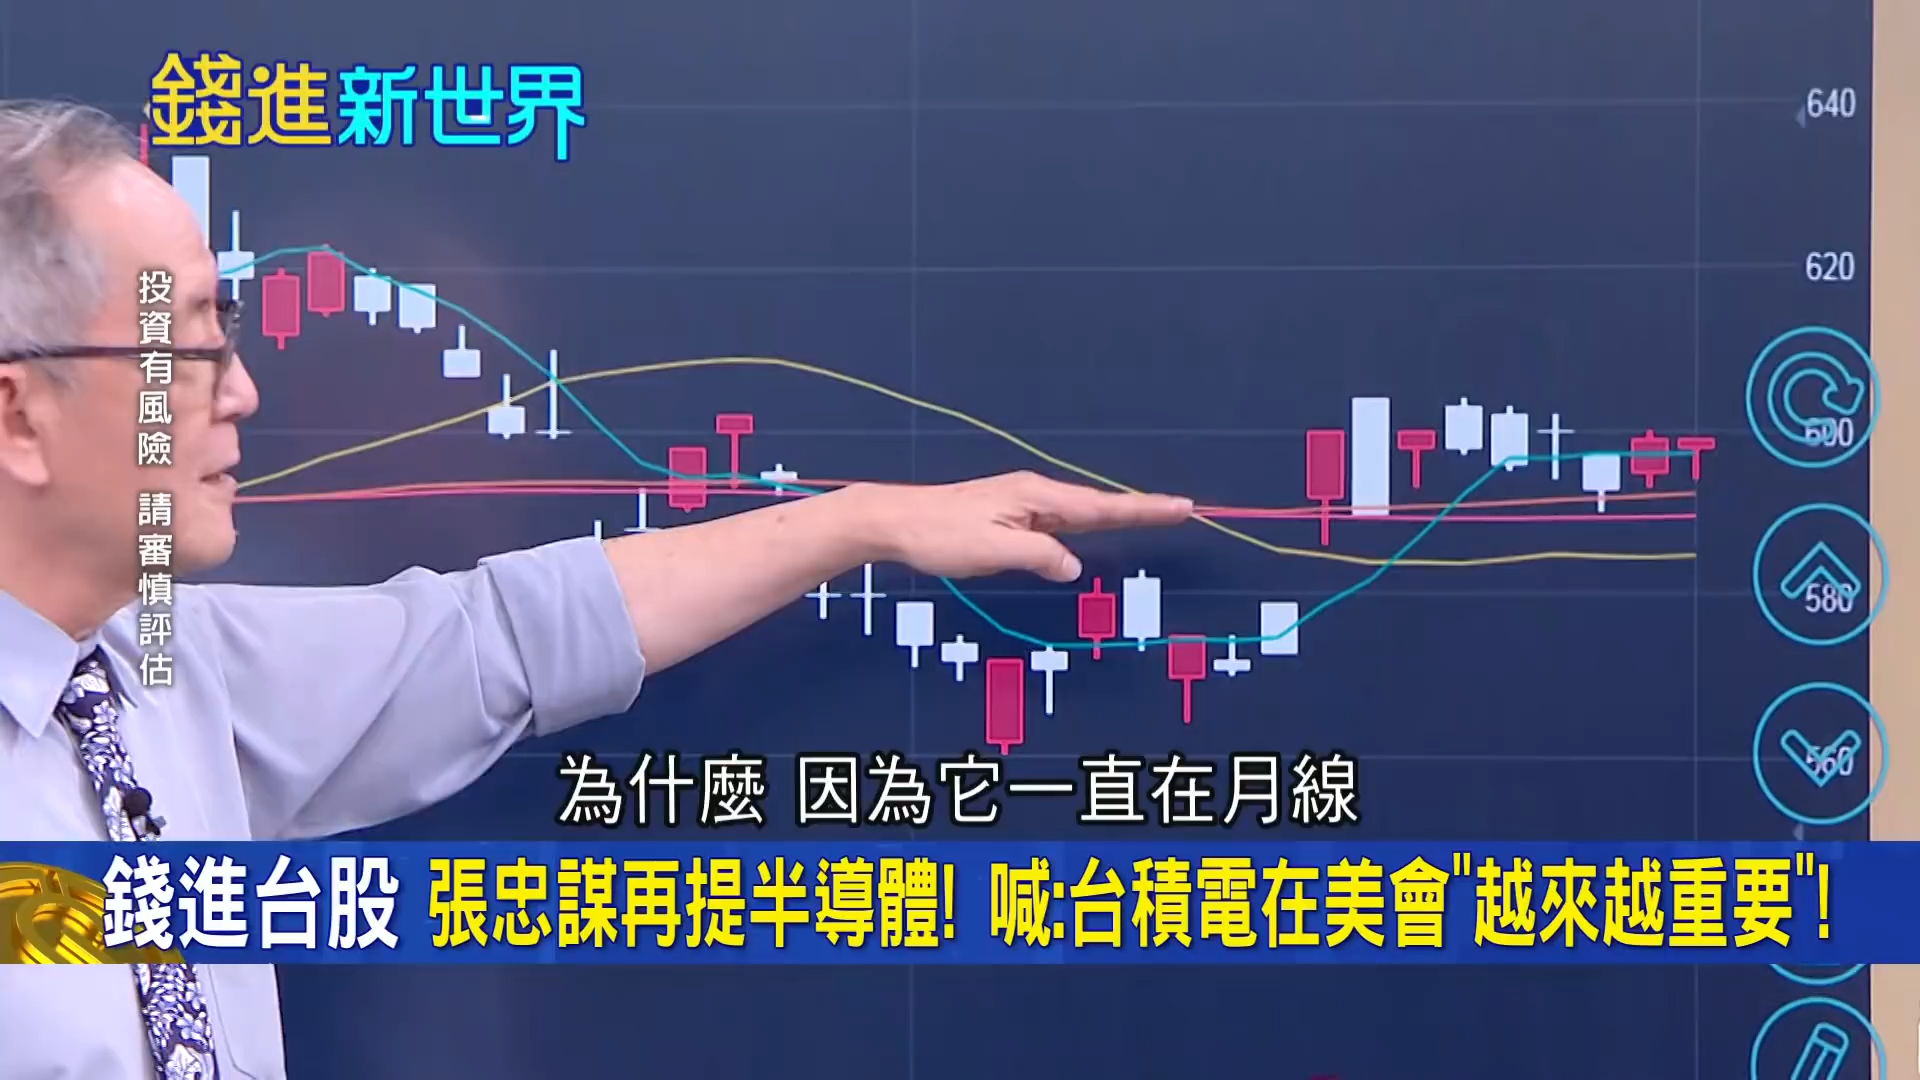 錢進新世界
640
620
600
580
560
投資有風險 請審慎評估
為什麼 因為它一直在月線
錢進台股 張忠謀再提半導體! 喊:台積電在美會"越來越重要"!